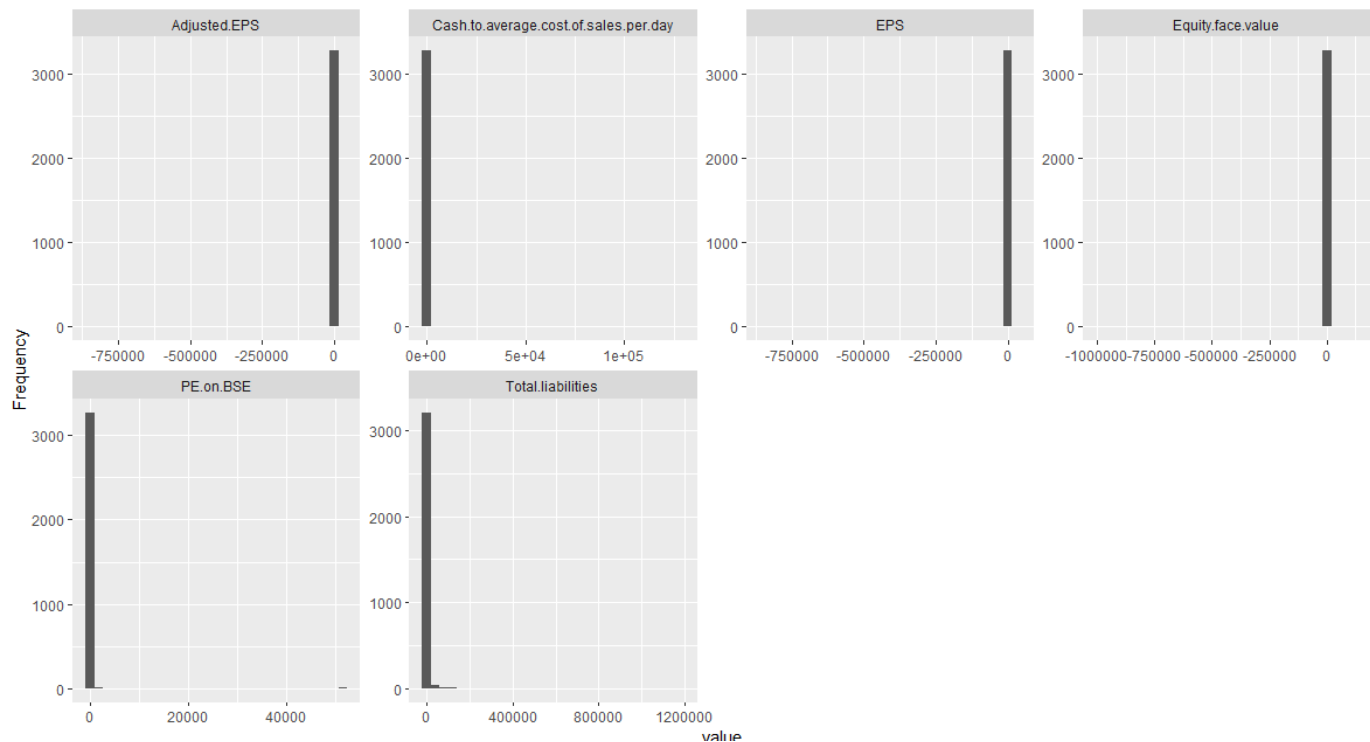 Adjusted.EPS
Cash.to.average.cost.of.sales.per.day
EPS
Equity.face.value
3000
2000
1000
0
3000
2000
1000
0
3000
2000
1000
0
3000
2000
1000
0
-750000 -500000 -250000 0
0e+00 5e+04 1e+05
-750000 -500000 -250000 0
-1000000-750000 -500000 -250000 0
Frequency
PE.on.BSE
Total.liabilities
3000
2000
1000
0
3000
2000
1000
0
0 20000 40000
0 400000 800000 1200000
value